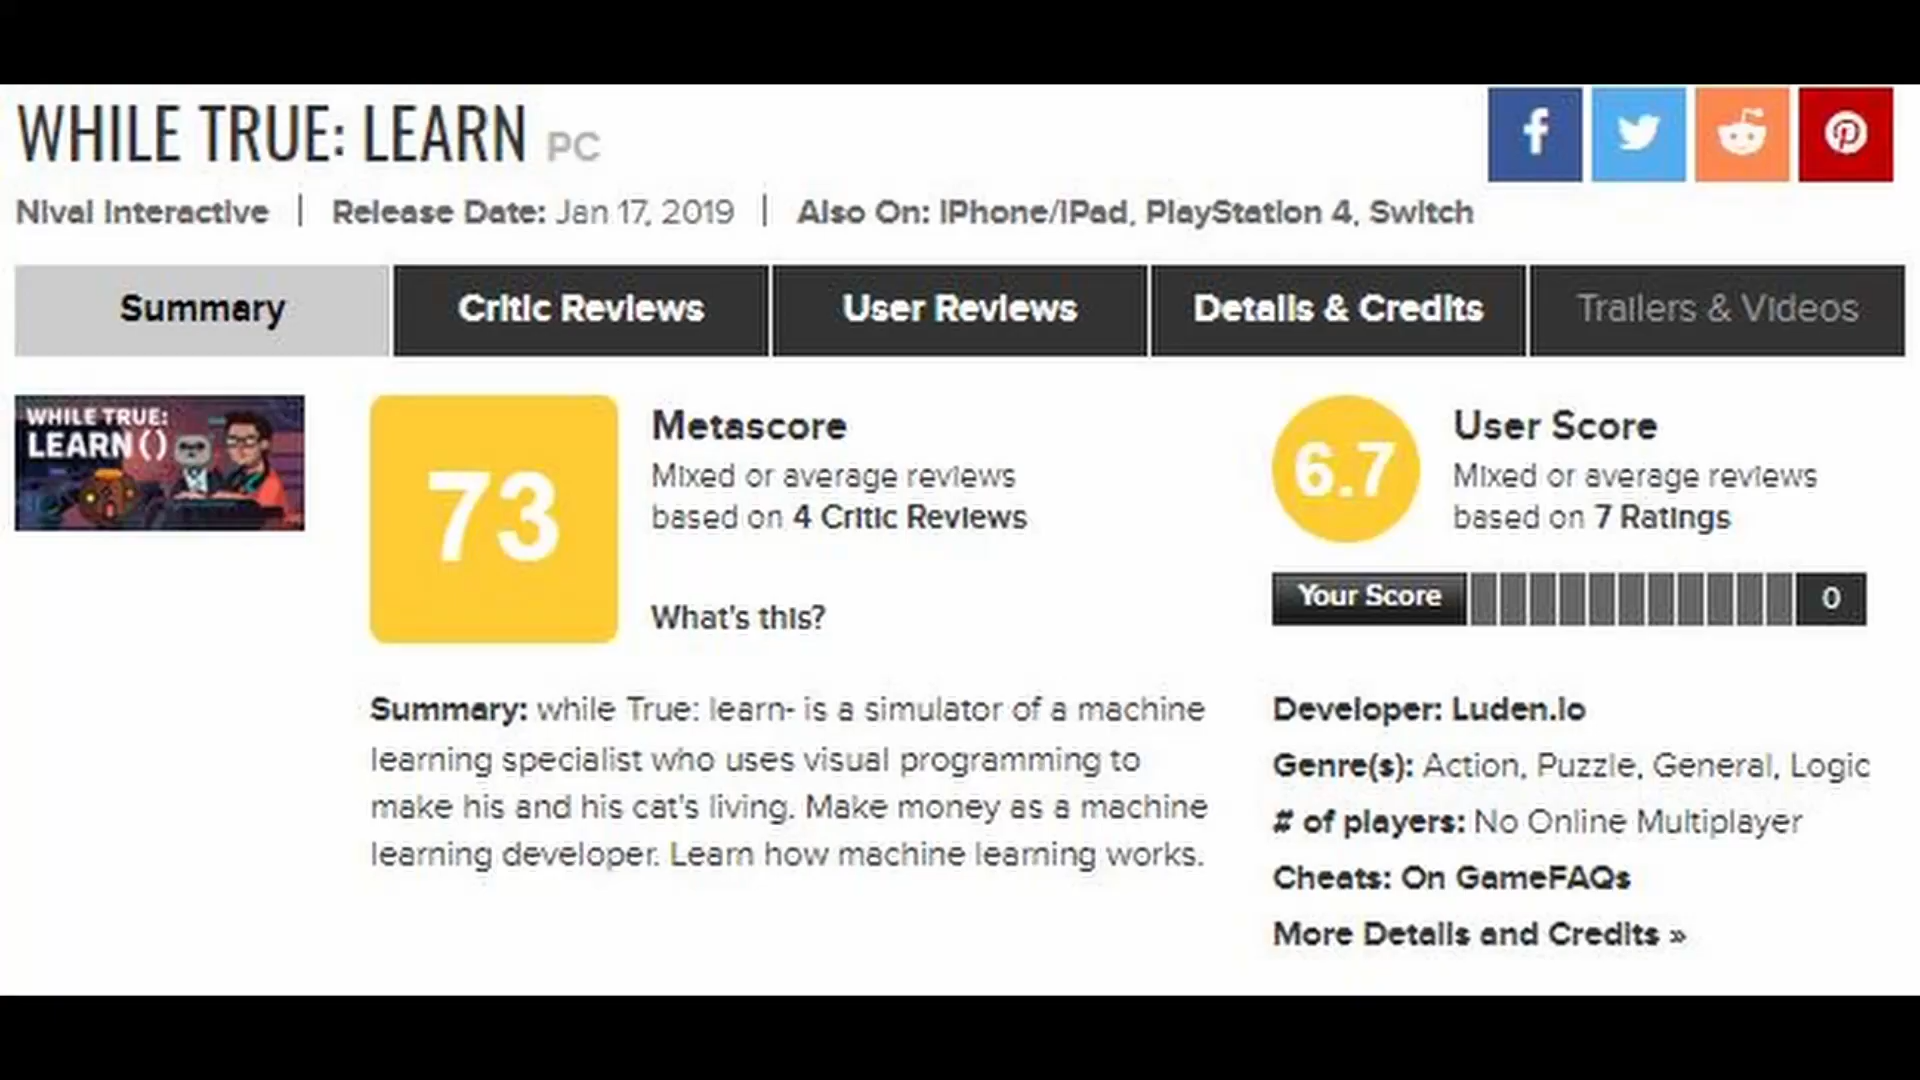 WHILE TRUE: LEARN PC
Nival Interactive | Release Date: Jan 17, 2019 | Also On: iPhone/iPad, PlayStation 4, Switch
Summary Critic Reviews User Reviews Details & Credits Trailers & Videos
WHILE TRUE:
LEARN()
73
Metascore
Mixed or average reviews
based on 4 Critic Reviews
What's this?
6.7
User Score
Mixed or average reviews
based on 7 Ratings
Your Score 0
Summary: while True: learn- is a simulator of a machine
learning specialist who uses visual programming to
make his and his cat's living. Make money as a machine
learning developer. Learn how machine learning works.
Developer: Luden.io
Genre(s): Action, Puzzle, General, Logic
# of players: No Online Multiplayer
Cheats: On GameFAQs
More Details and Credits »